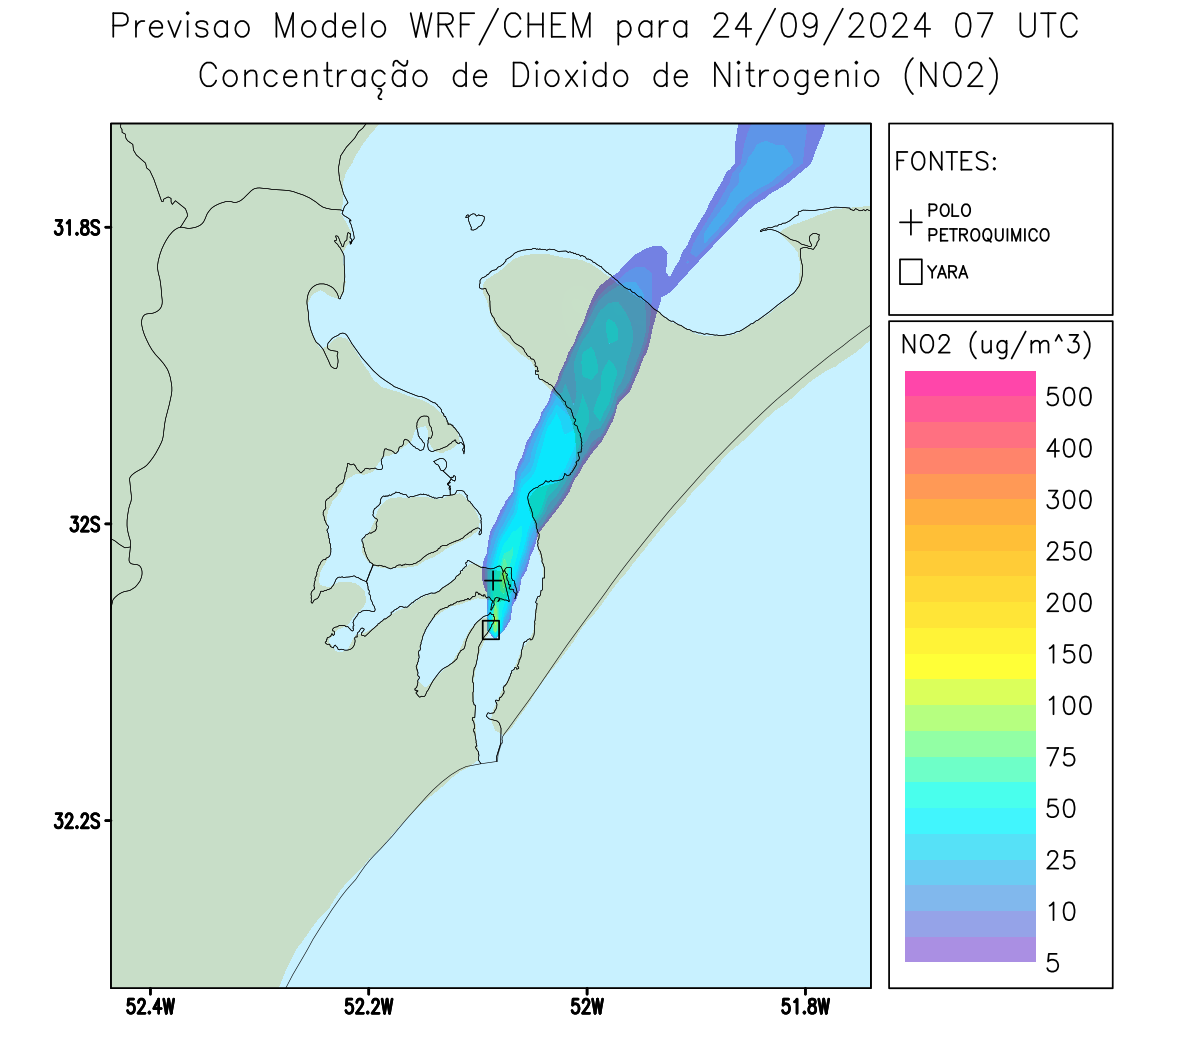 Previsao Modelo WRF/CHEM para 24/09/2024 07 UTC
Concentração de Dioxido de Nitrogenio (NO2)
FONTES:
POLO
PETROQUIMICO
YARA
NO2 (ug/m^3)
500
400
300
250
200
150
100
75
50
25
10
5
31.8S
32S
32.2S
52.4W
52.2W
52W
51.8W